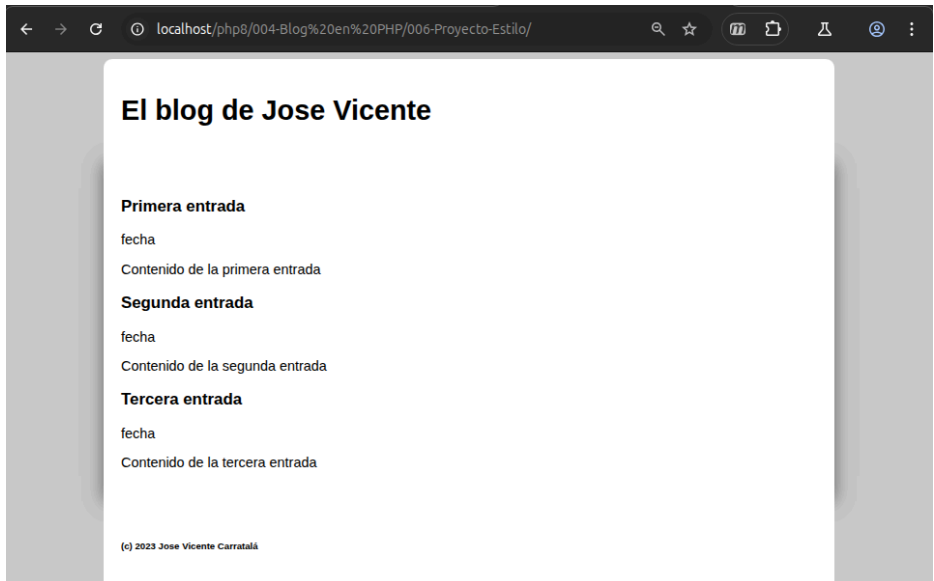 localhost/php8/004-Blog%20en%20PHP/006-Proyecto-Estilo/
El blog de Jose Vicente
Primera entrada
fecha
Contenido de la primera entrada
Segunda entrada
fecha
Contenido de la segunda entrada
Tercera entrada
fecha
Contenido de la tercera entrada
(c) 2023 Jose Vicente Carratalá